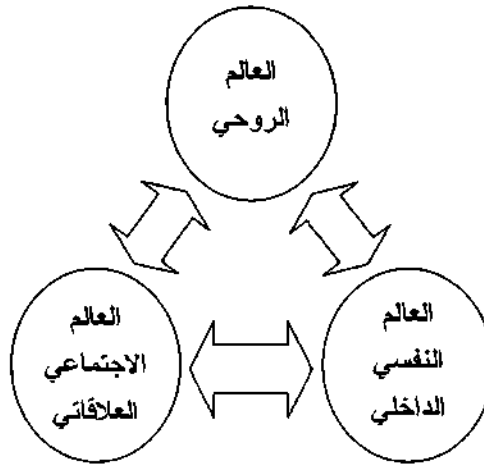 العالم
الروحي
العالم
النفسي
الداخلي
العالم
الاجتماعي
العلاقاتي